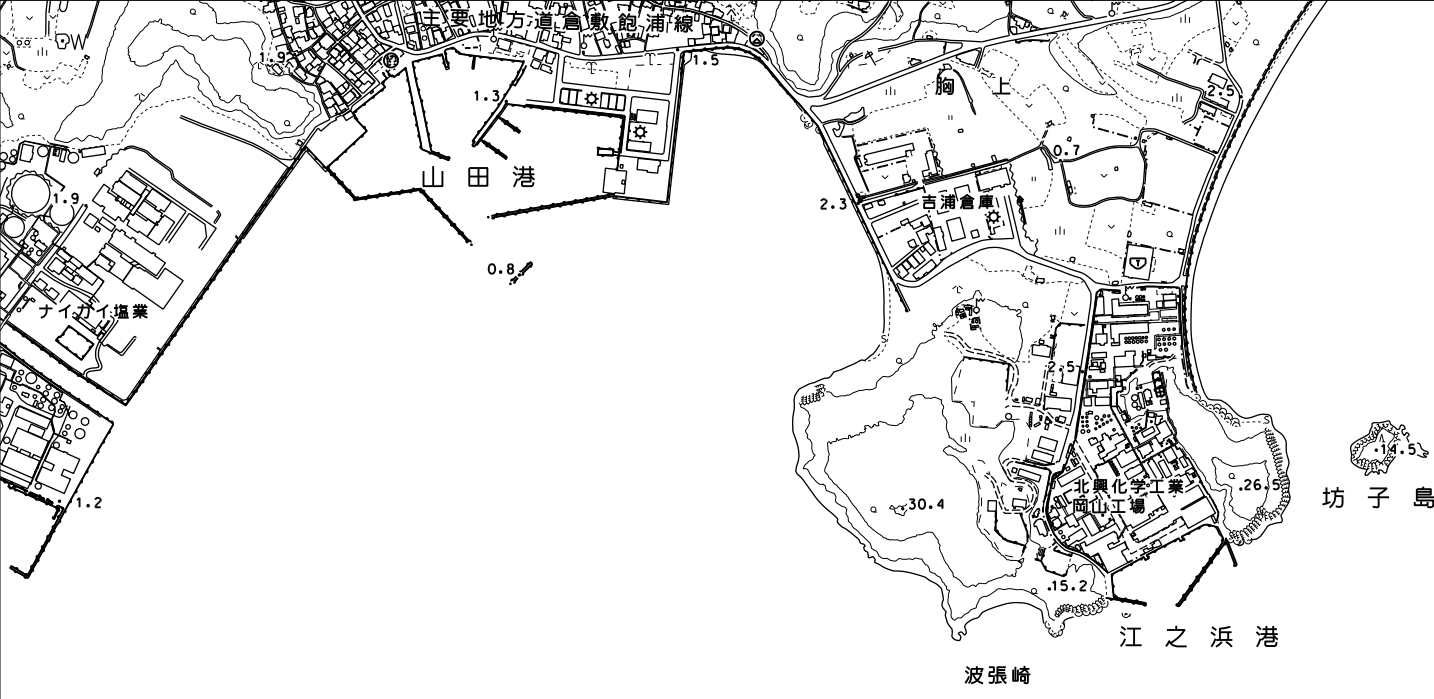 主要地方道倉敷飽浦線
1.9
1.5
1.3
胸上
2.5
0.7
山田港
1.9
2.3
吉浦倉庫
0.8
ナイカイ塩業
2.5
.14.5
北興化学工業
岡山工場
.26.5
坊子島
1.2
.30.4
.15.2
江之浜港
波張崎